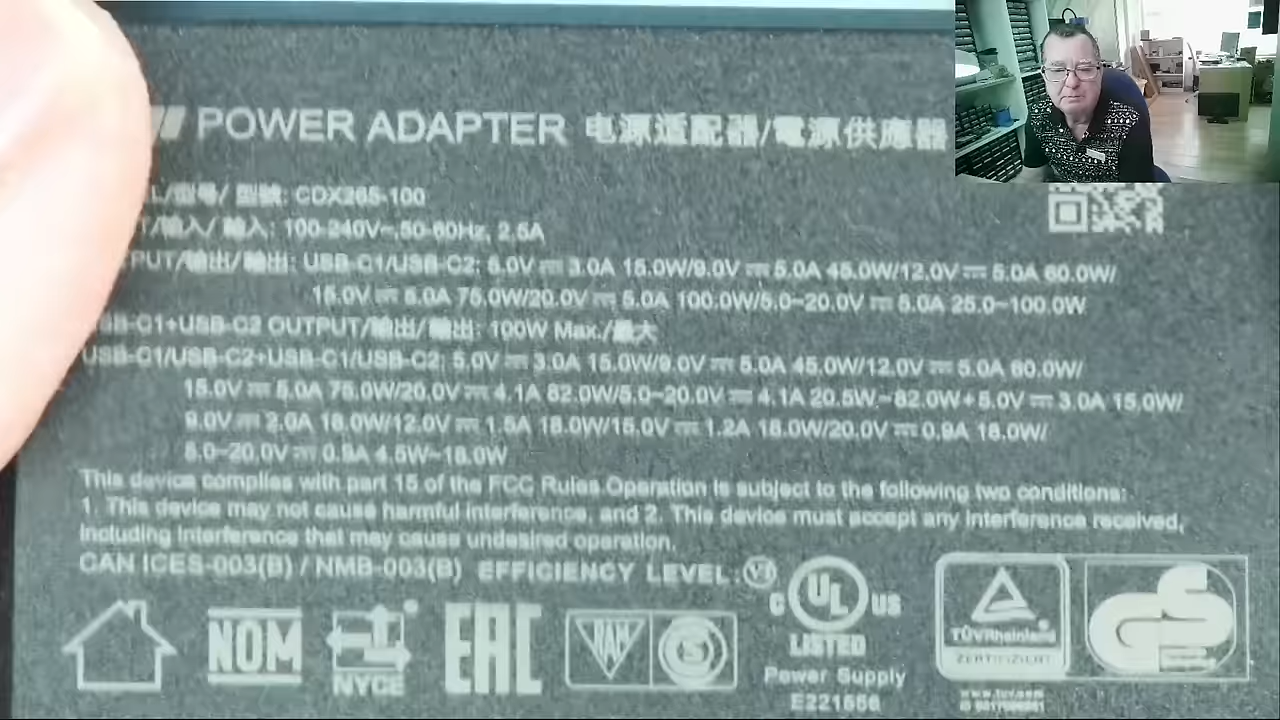 POWER ADAPTER 电源适配器/電源供應器
L/型号/ 型號: CDX265-100
T/输入/ 輸入: 100-240V~,50-60Hz, 2.5A
PUT/输出/輸出: USB-C1/USB-C2: 5.0V ⎓ 3.0A 15.0W/9.0V ⎓ 5.0A 45.0W/12.0V ⎓ 5.0A 60.0W/
15.0V ⎓ 5.0A 75.0W/20.0V ⎓ 5.0A 100.0W/5.0~20.0V ⎓ 5.0A 25.0~100.0W
SB-C1+USB-C2 OUTPUT/输出/輸出: 100W Max./最大
USB-C1/USB-C2+USB-C1/USB-C2: 5.0V ⎓ 3.0A 15.0W/9.0V ⎓ 5.0A 45.0W/12.0V ⎓ 5.0A 60.0W/
15.0V ⎓ 5.0A 75.0W/20.0V ⎓ 4.1A 82.0W/5.0~20.0V ⎓ 4.1A 20.5W~82.0W+5.0V ⎓ 3.0A 15.0W/
9.0V ⎓ 2.0A 18.0W/12.0V ⎓ 1.5A 18.0W/15.0V ⎓ 1.2A 18.0W/20.0V ⎓ 0.9A 18.0W/
5.0~20.0V ⎓ 0.9A 4.5W~18.0W
This device complies with part 15 of the FCC Rules.Operation is subject to the following two conditions:
1. This device may not cause harmful interference, and 2. This device must accept any interference received,
including interference that may cause undesired operation.
CAN ICES-003(B) / NMB-003(B) EFFICIENCY LEVEL: VI
NOM
NYCE
EAC
C UL US
LISTED
Power Supply
E221556
TÜVRheinland
ZERTIFIZIERT
GS
www.tuv.com